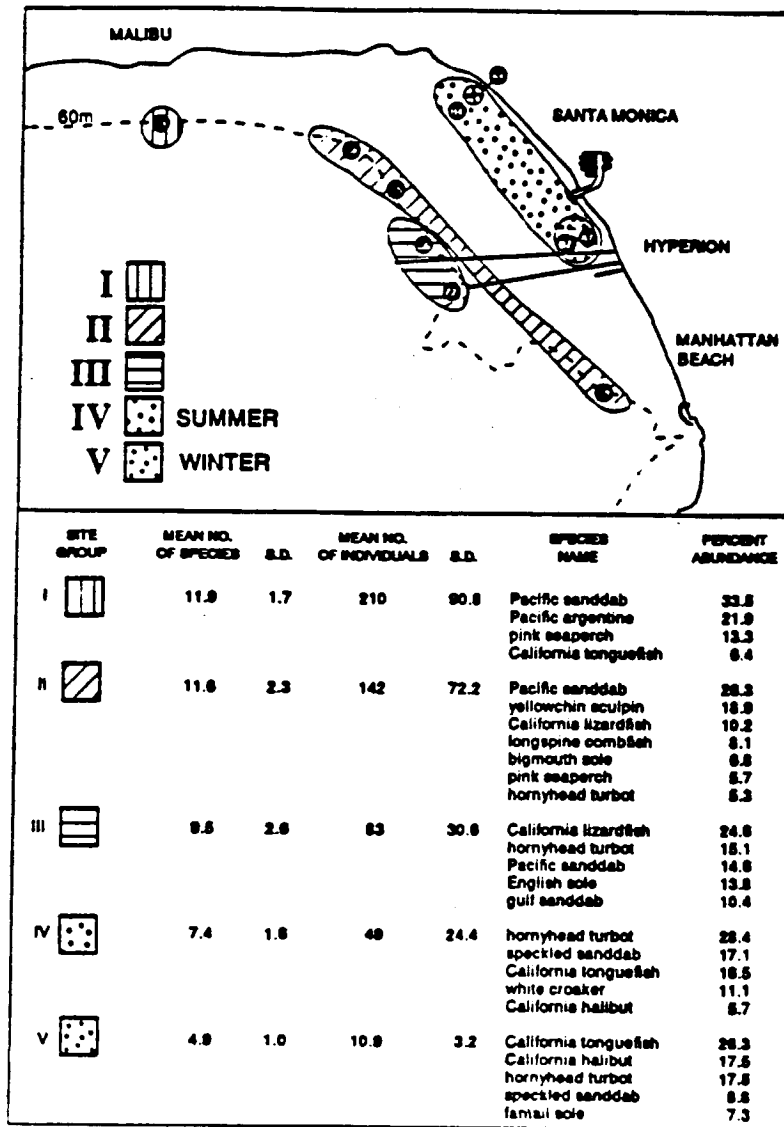 MALIBU
60m
SANTA MONICA
HYPERION
MANHATTAN
BEACH
I
II
III
IV SUMMER
V WINTER
SITE GROUP MEAN NO. OF SPECIES S.D. MEAN NO. OF INDIVIDUALS S.D. SPECIES NAME PERCENT ABUNDANCE
I 11.9 1.7 210 90.8 Pacific sanddab 33.8
Pacific argentine 21.9
pink seaperch 13.3
California tonguefish 6.4
II 11.6 2.3 142 72.2 Pacific sanddab 26.3
yellowchin sculpin 18.9
California lizardfish 10.2
longspine combfish 8.1
bigmouth sole 6.8
pink seaperch 5.7
hornyhead turbot 5.3
III 9.5 2.6 83 30.6 California lizardfish 24.6
hornyhead turbot 15.1
Pacific sanddab 14.6
English sole 13.8
gulf sanddab 10.4
IV 7.4 1.6 49 24.4 hornyhead turbot 28.4
speckled sanddab 17.1
California tonguefish 16.5
white croaker 11.1
California halibut 5.7
V 4.9 1.0 10.9 3.2 California tonguefish 26.3
California halibut 17.5
hornyhead turbot 17.5
speckled sanddab 8.8
fantail sole 7.3